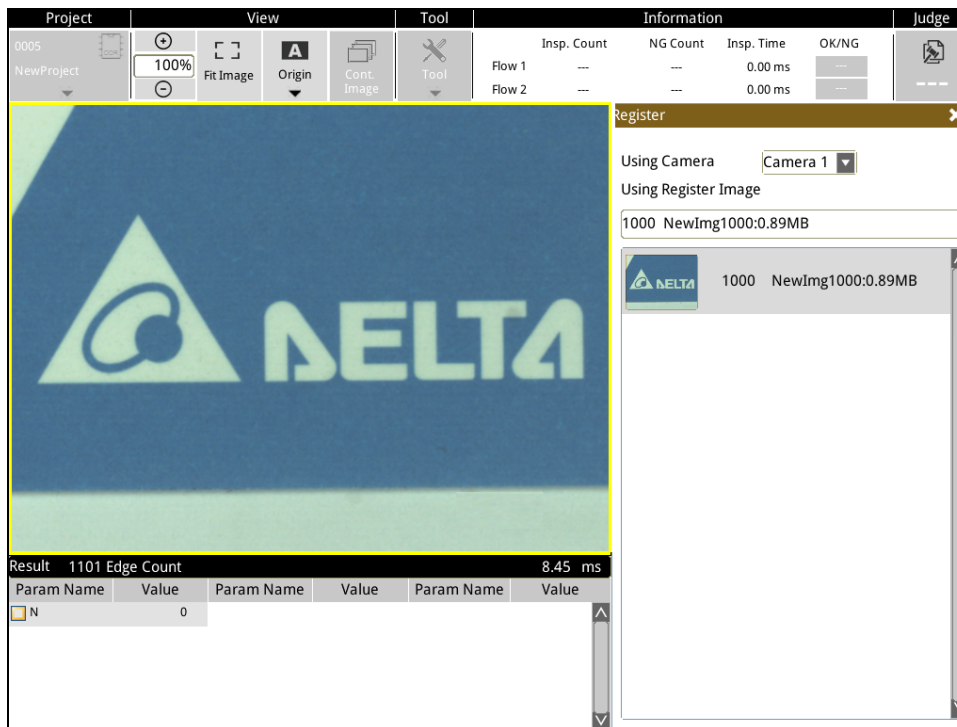 Project View Tool Information Judge
0005
NewProject
100%
Fit Image
A
Origin
Cont.
Image
Tool
Insp. Count NG Count Insp. Time OK/NG
Flow 1 --- --- 0.00 ms ---
Flow 2 --- --- 0.00 ms ---
---
DELTA
Register
Using Camera Camera 1
Using Register Image
1000 NewImg1000:0.89MB
DELTA
1000 NewImg1000:0.89MB
Result 1101 Edge Count 8.45 ms
Param Name Value Param Name Value Param Name Value
N 0